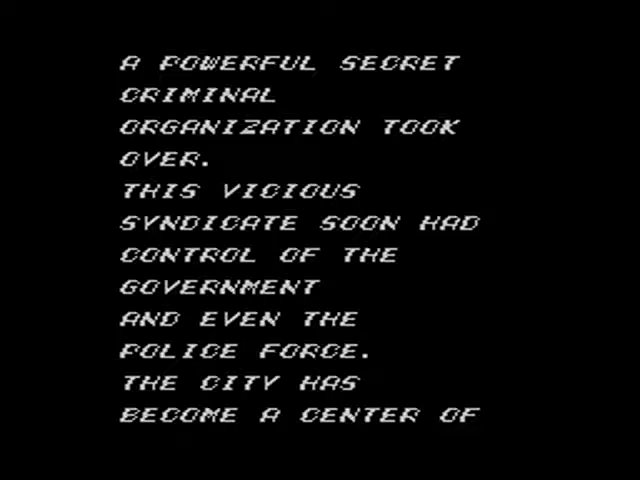 A POWERFUL SECRET
CRIMINAL
ORGANIZATION TOOK
OVER.
THIS VICIOUS
SYNDICATE SOON HAD
CONTROL OF THE
GOVERNMENT
AND EVEN THE
POLICE FORCE.
THE CITY HAS
BECOME A CENTER OF